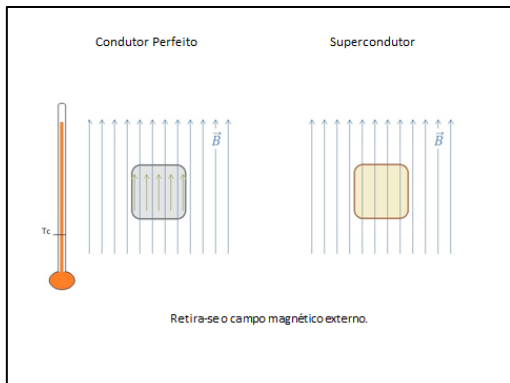 Condutor Perfeito
Supercondutor
B
B
Tc
Retira-se o campo magnético externo.